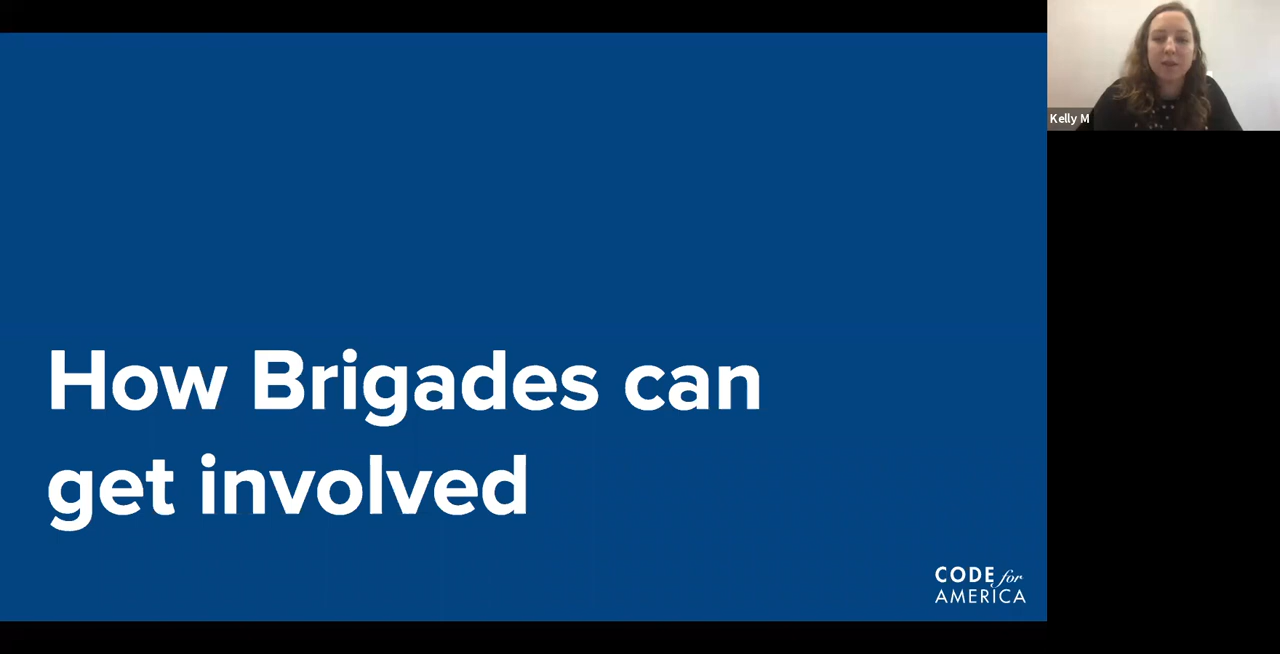 Kelly M
How Brigades can
get involved
CODE for
AMERICA